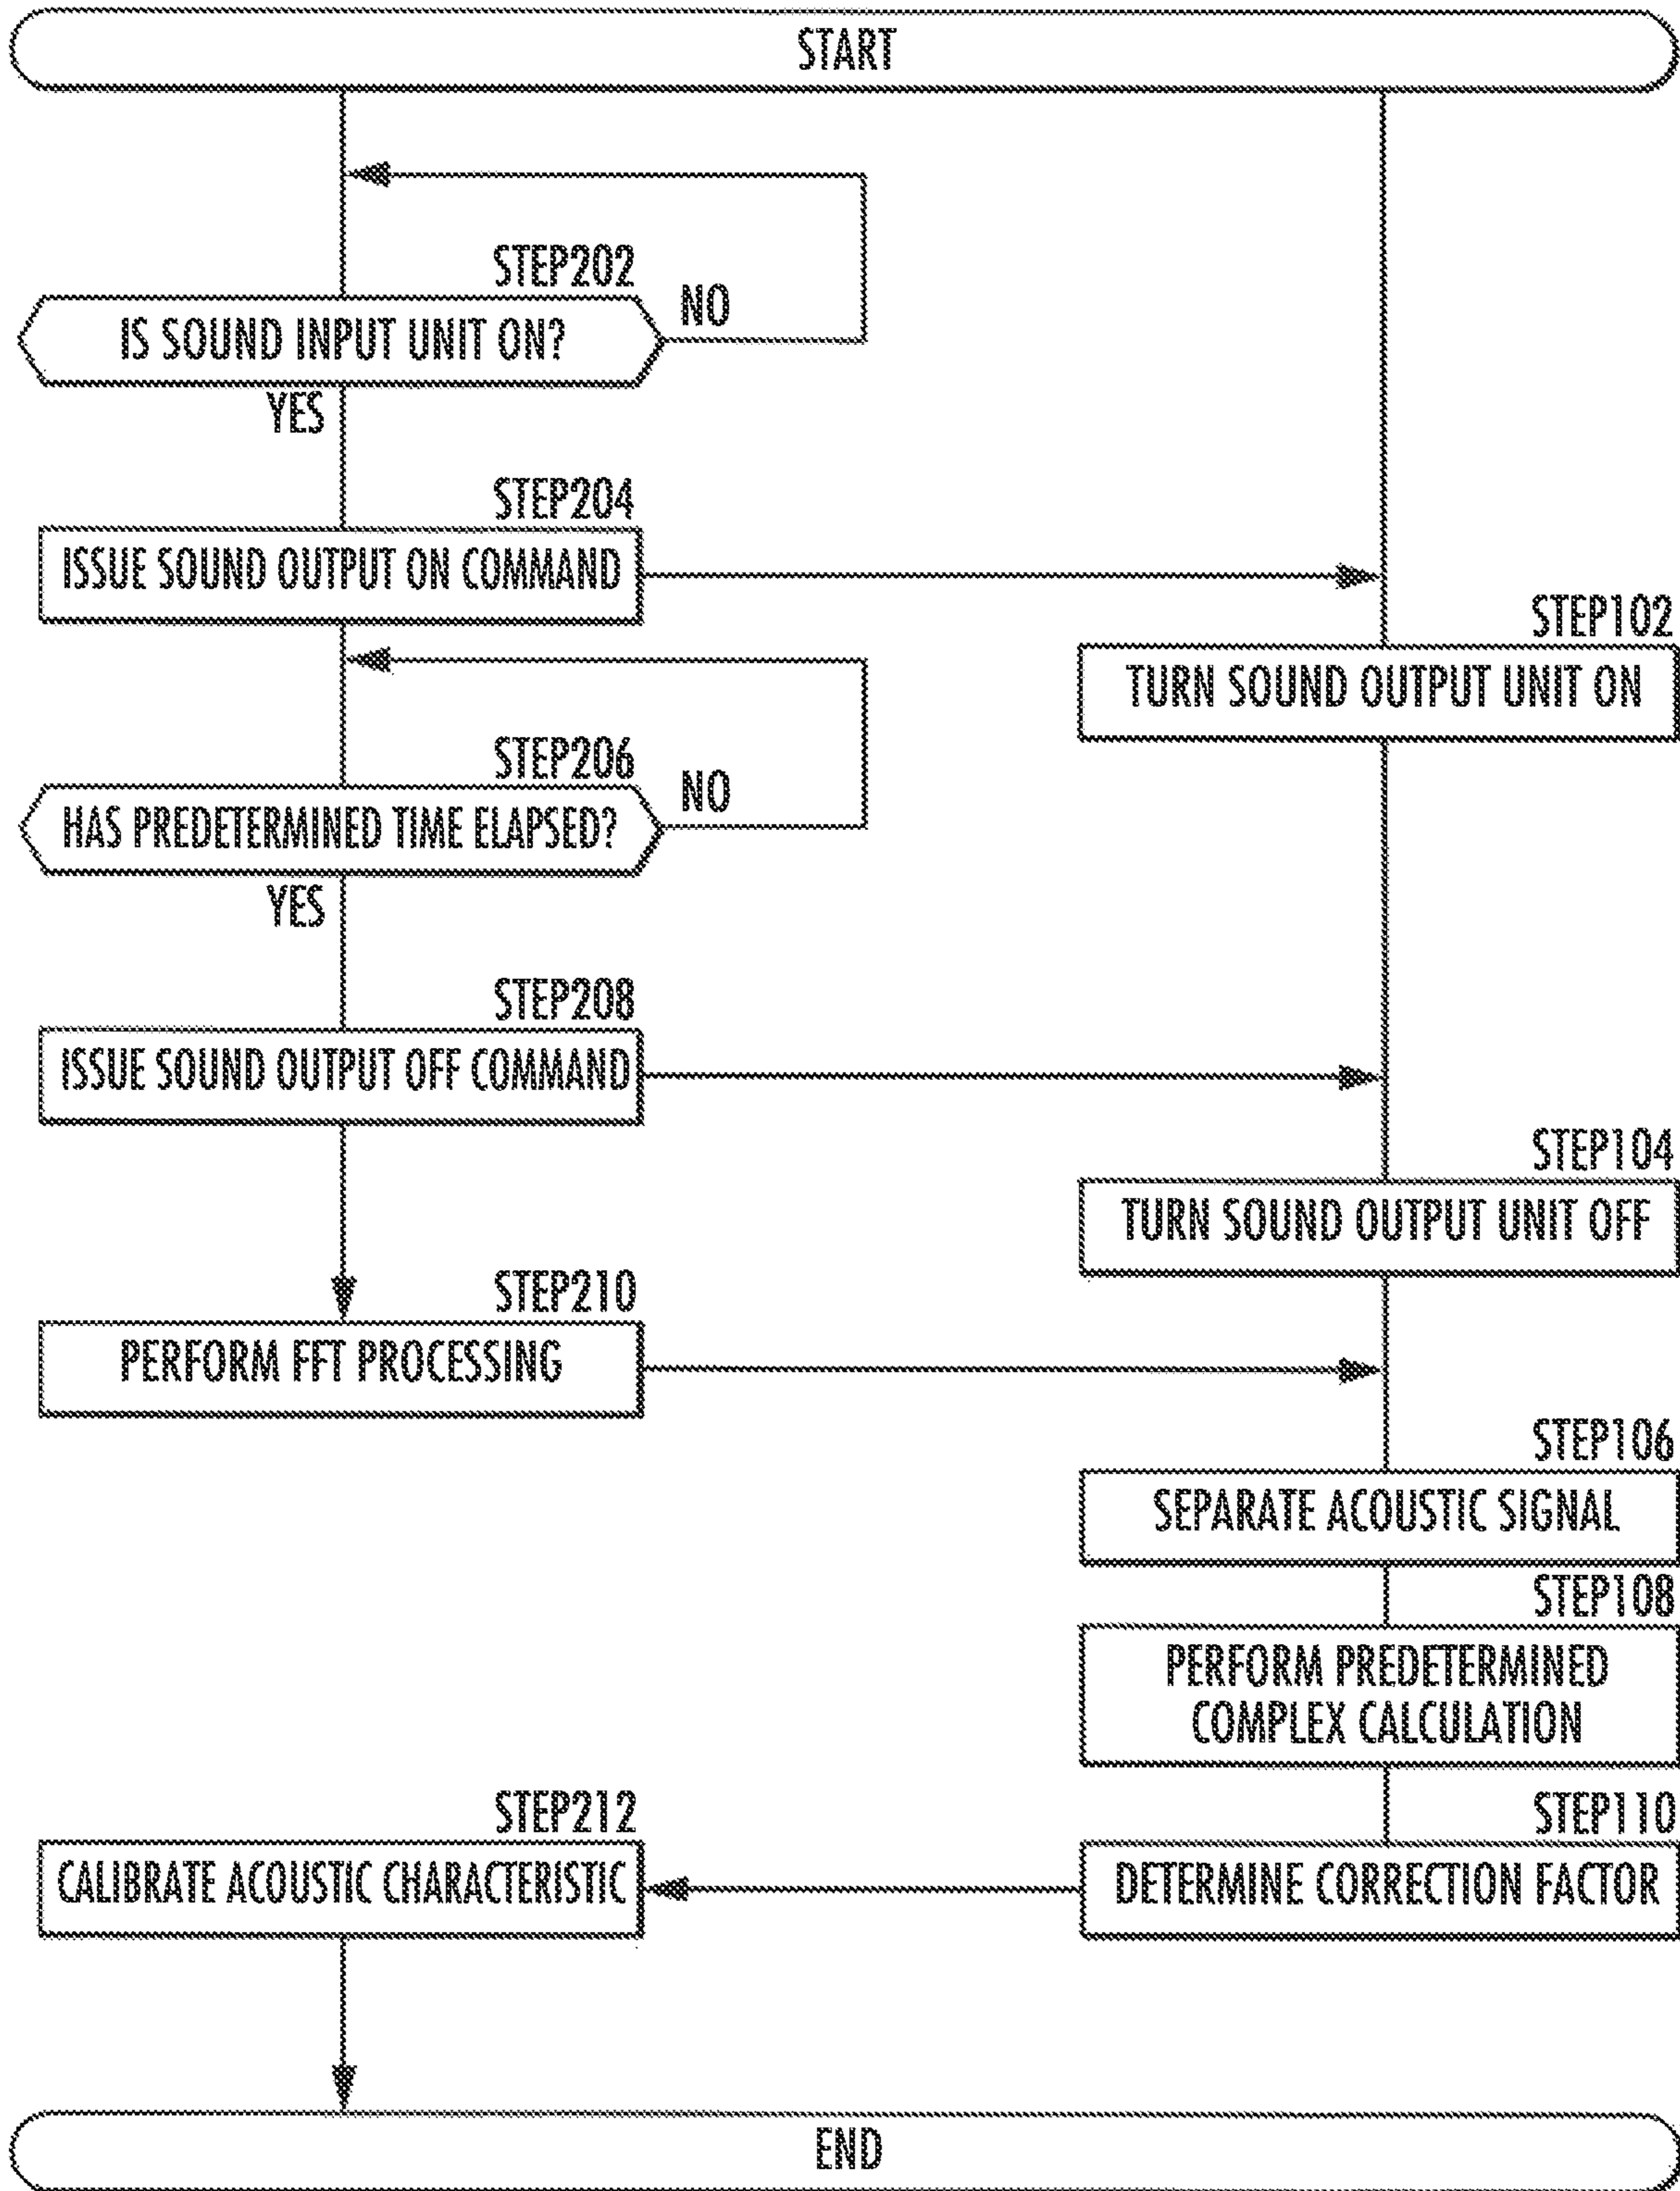 START
STEP202
IS SOUND INPUT UNIT ON?
NO
YES
STEP204
ISSUE SOUND OUTPUT ON COMMAND
STEP102
TURN SOUND OUTPUT UNIT ON
STEP206
HAS PREDETERMINED TIME ELAPSED?
NO
YES
STEP208
ISSUE SOUND OUTPUT OFF COMMAND
STEP104
TURN SOUND OUTPUT UNIT OFF
STEP210
PERFORM FFT PROCESSING
STEP106
SEPARATE ACOUSTIC SIGNAL
STEP108
PERFORM PREDETERMINED
COMPLEX CALCULATION
STEP110
DETERMINE CORRECTION FACTOR
STEP212
CALIBRATE ACOUSTIC CHARACTERISTIC
END